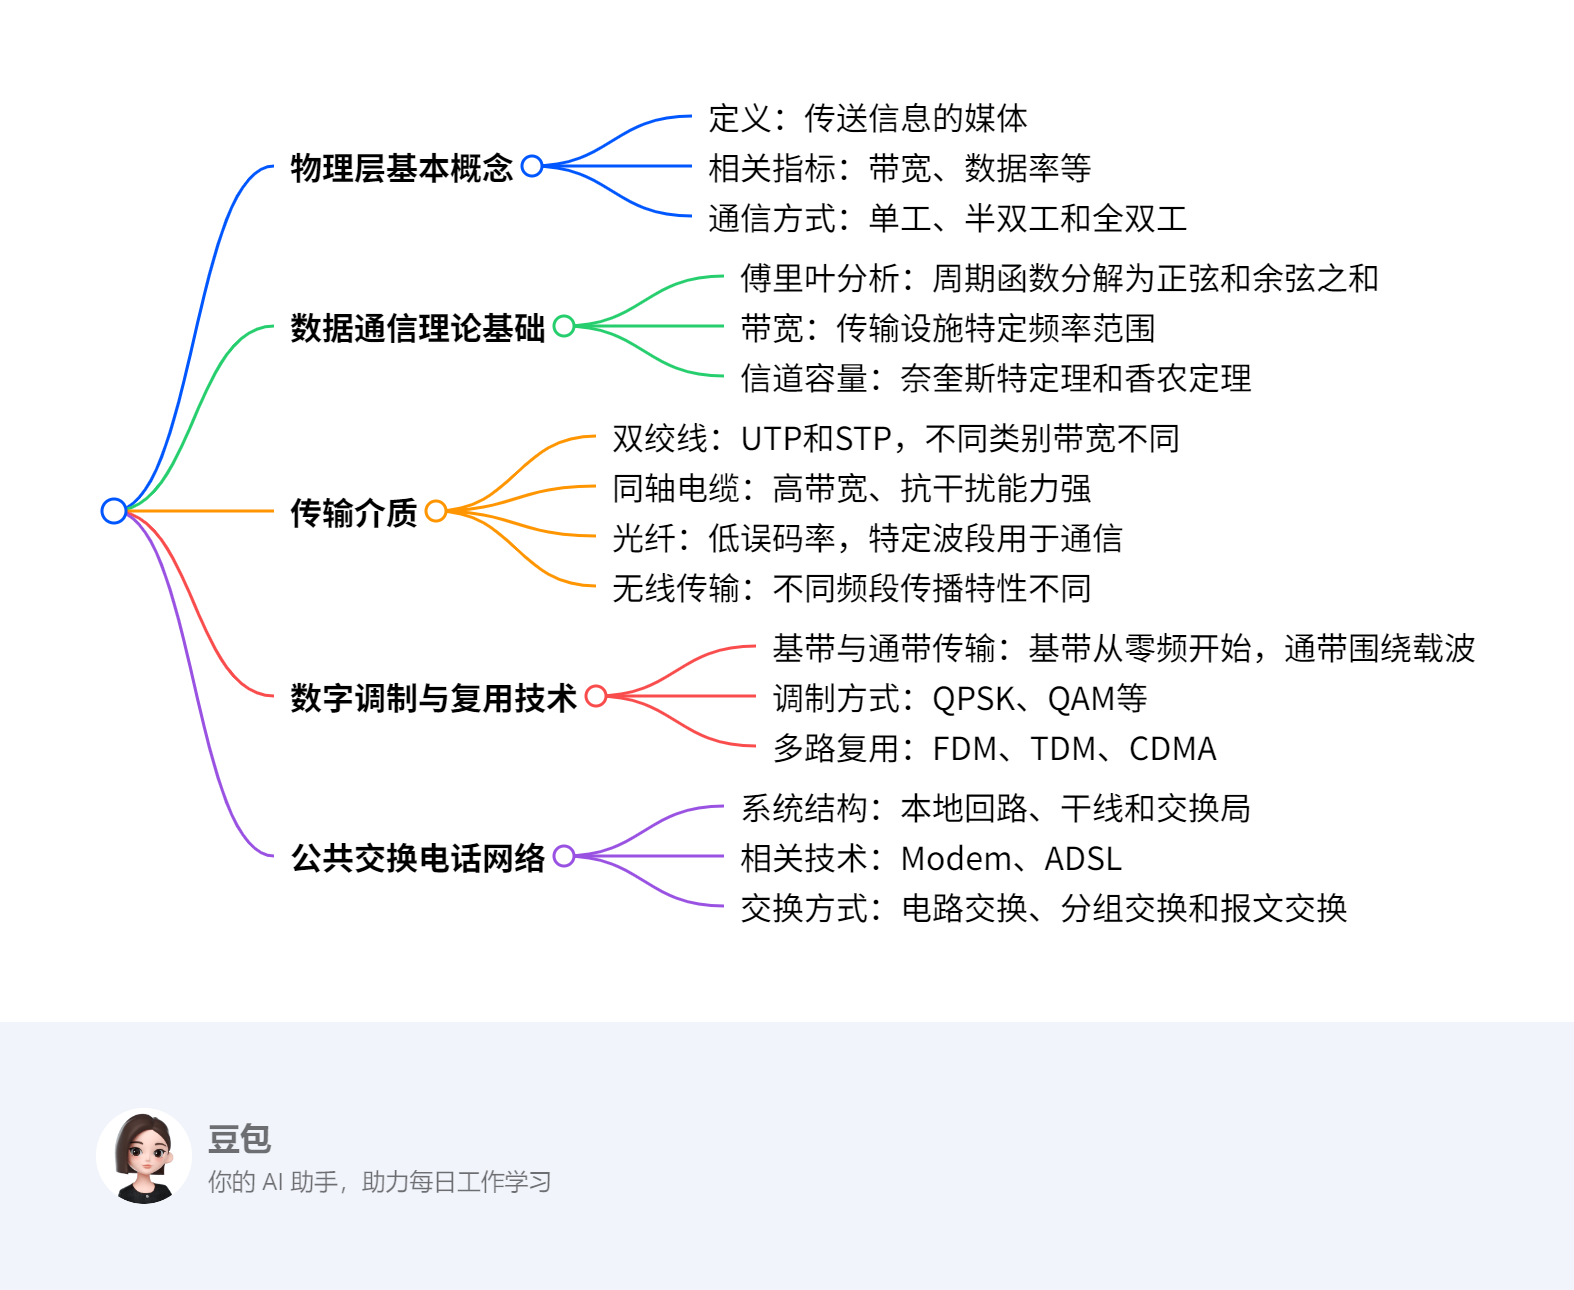 物理层基本概念
定义：传送信息的媒体
相关指标：带宽、数据率等
通信方式：单工、半双工和全双工
数据通信理论基础
傅里叶分析：周期函数分解为正弦和余弦之和
带宽：传输设施特定频率范围
信道容量：奈奎斯特定理和香农定理
传输介质
双绞线：UTP和STP，不同类别带宽不同
同轴电缆：高带宽、抗干扰能力强
光纤：低误码率，特定波段用于通信
无线传输：不同频段传播特性不同
数字调制与复用技术
基带与通带传输：基带从零频开始，通带围绕载波
调制方式：QPSK、QAM等
多路复用：FDM、TDM、CDMA
公共交换电话网络
系统结构：本地回路、干线和交换局
相关技术：Modem、ADSL
交换方式：电路交换、分组交换和报文交换
豆包
你的 AI 助手，助力每日工作学习